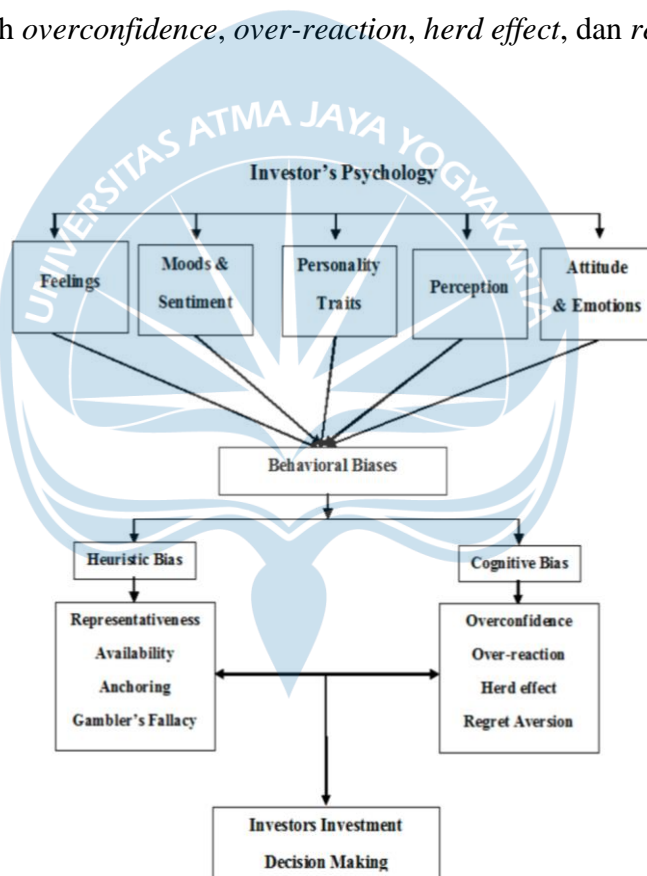 h overconfidence, over-reaction, herd effect, dan re
UNIVERSITAS ATMA JAYA YOGYAKARTA
Investor's Psychology
Feelings
Moods &
Sentiment
Personality
Traits
Perception
Attitude
& Emotions
Behavioral Biases
Heuristic Bias
Cognitive Bias
Representativeness
Availability
Anchoring
Gambler's Fallacy
Overconfidence
Over-reaction
Herd effect
Regret Aversion
Investors Investment
Decision Making